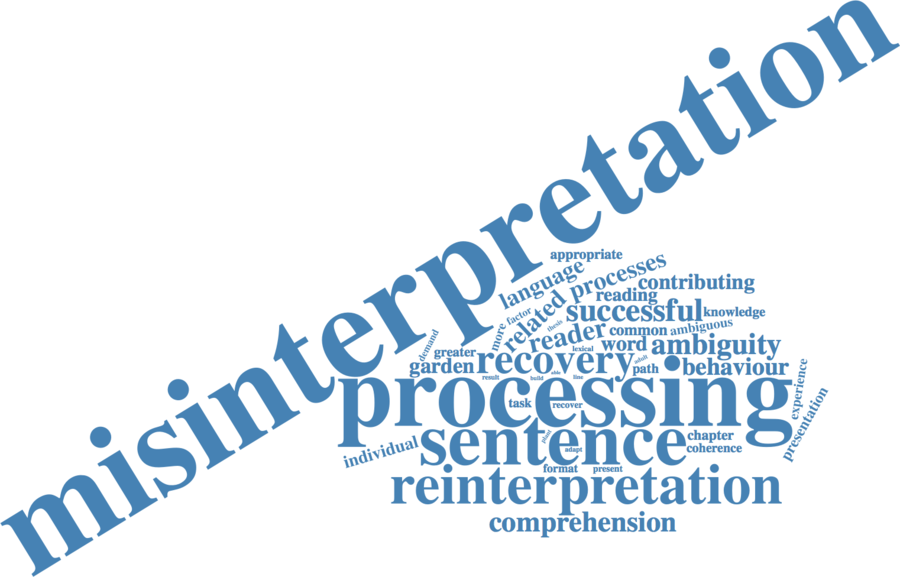 misinterpretation
appropriate
language
processes
contributing
related
reading
successful
knowledge
more
factor
thesis
reader
common
ambiguous
demand
greater
lexical
word
ambiguity
garden
recovery
adult
path
behaviour
result
build
able
line
processing
task
recover
experience
presentation
individual
sentence
chapter
coherence
adapt
format
present
reinterpretation
comprehension